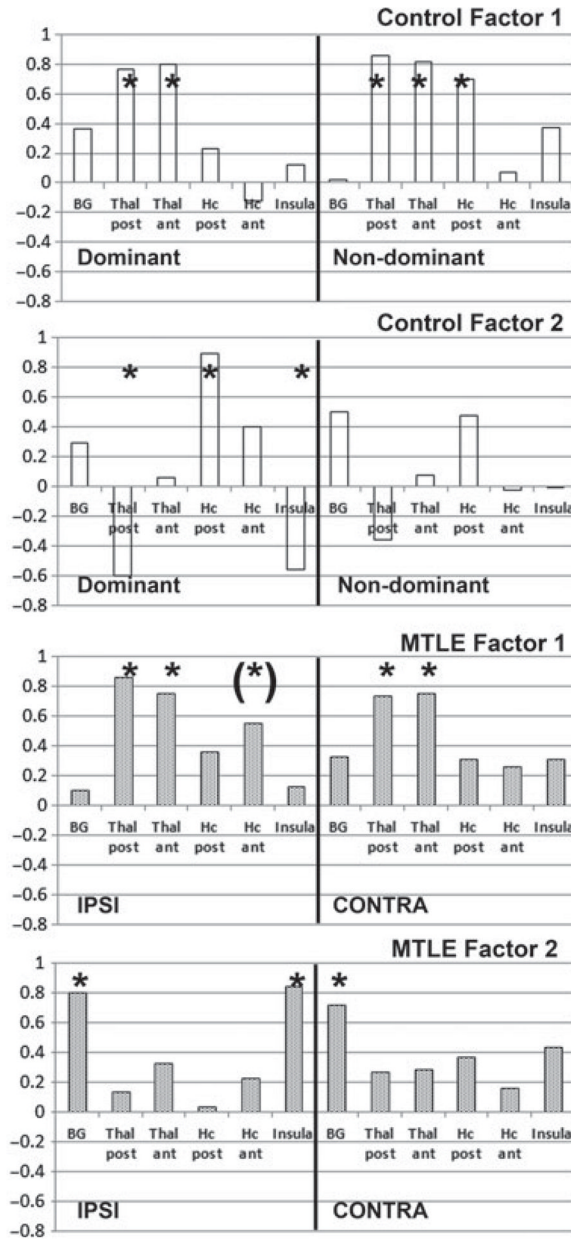 Control Factor 1
1
0.8
0.6
0.4
0.2
0
−0.2
−0.4
−0.6
−0.8
* * * * *
BG Thal Thal Hc Hc Insula BG Thal Thal Hc Hc Insula
post ant post ant post ant post ant
Dominant Non-dominant
Control Factor 2
1
0.8
0.6
0.4
0.2
0
−0.2
−0.4
−0.6
−0.8
* * *
BG Thal Thal Hc Hc Insula BG Thal Thal Hc Hc Insula
post ant post ant post ant post ant
Dominant Non-dominant
MTLE Factor 1
1
0.8
0.6
0.4
0.2
0
−0.2
−0.4
−0.6
−0.8
* * (*) * *
BG Thal Thal Hc Hc Insula BG Thal Thal Hc Hc Insula
post ant post ant post ant post ant
IPSI CONTRA
MTLE Factor 2
1
0.8
0.6
0.4
0.2
0
−0.2
−0.4
−0.6
−0.8
* * *
BG Thal Thal Hc Hc Insula BG Thal Thal Hc Hc Insula
post ant post ant post ant post ant
IPSI CONTRA